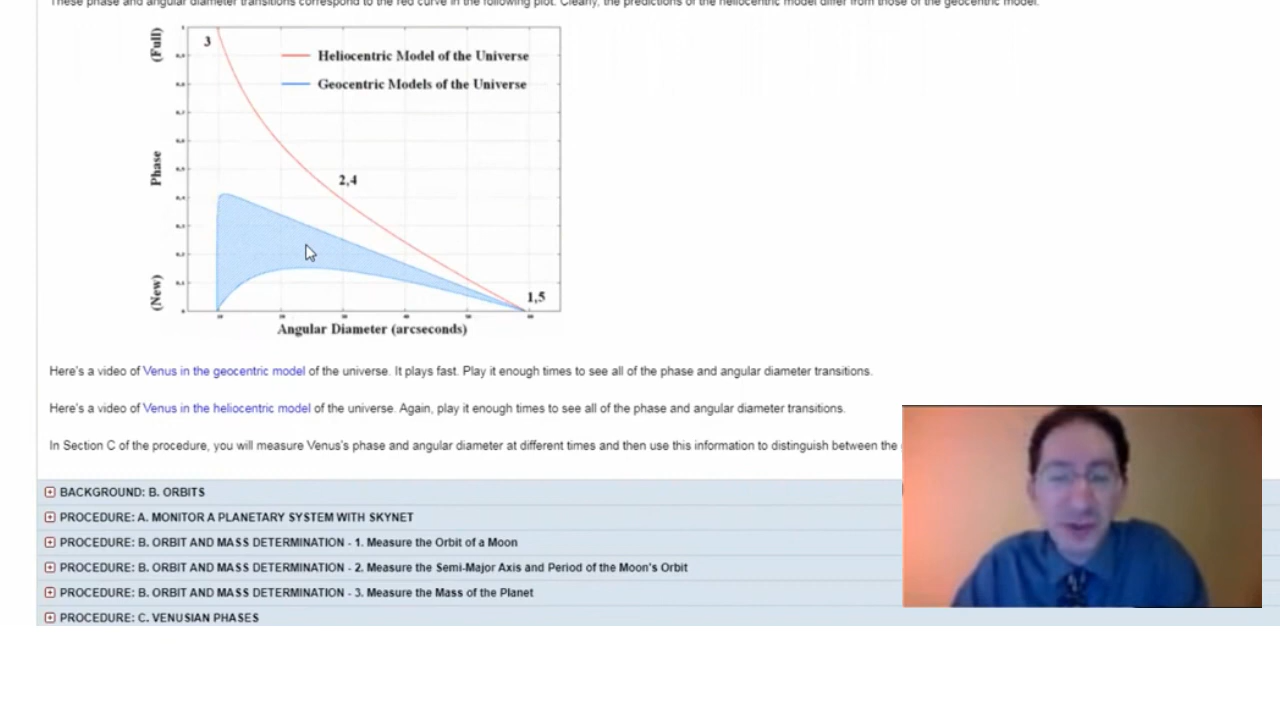 These phase and angular diameter transitions correspond to the red curve in the following plot. Clearly, the predictions of the heliocentric model differ from those of the geocentric model.
(Full)
3
Heliocentric Model of the Universe
Geocentric Models of the Universe
Phase
2,4
(New)
1,5
Angular Diameter (arcseconds)
Here's a video of Venus in the geocentric model of the universe. It plays fast. Play it enough times to see all of the phase and angular diameter transitions.
Here's a video of Venus in the heliocentric model of the universe. Again, play it enough times to see all of the phase and angular diameter transitions.
In Section C of the procedure, you will measure Venus's phase and angular diameter at different times and then use this information to distinguish between the
BACKGROUND: B. ORBITS
PROCEDURE: A. MONITOR A PLANETARY SYSTEM WITH SKYNET
PROCEDURE: B. ORBIT AND MASS DETERMINATION - 1. Measure the Orbit of a Moon
PROCEDURE: B. ORBIT AND MASS DETERMINATION - 2. Measure the Semi-Major Axis and Period of the Moon's Orbit
PROCEDURE: B. ORBIT AND MASS DETERMINATION - 3. Measure the Mass of the Planet
PROCEDURE: C. VENUSIAN PHASES